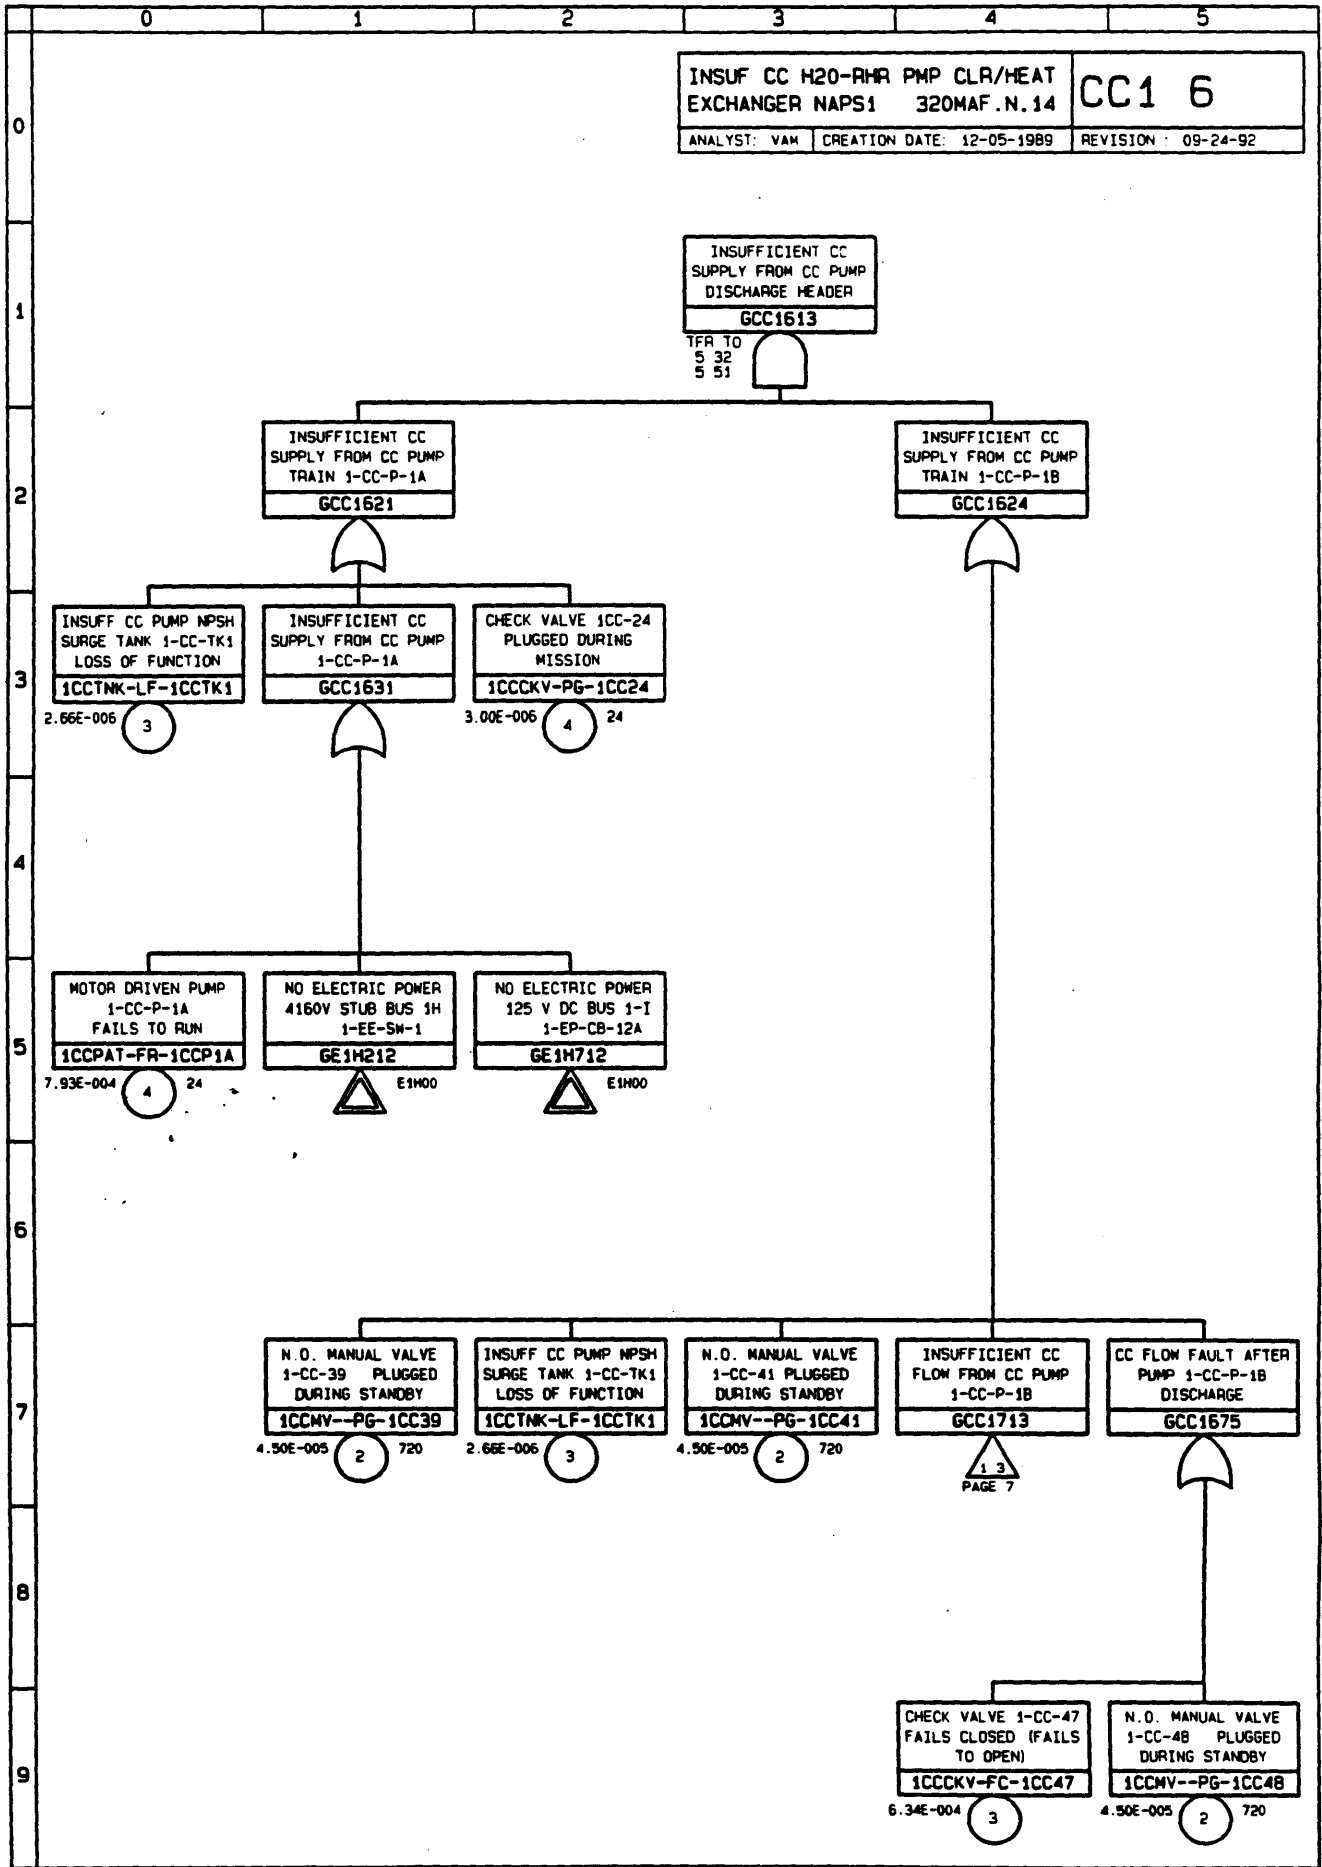 0 1 2 3 4 5
INSUF CC H20-RHR PMP CLR/HEAT
EXCHANGER NAPS1 320MAF.N.14
CC1 6
ANALYST: VAM CREATION DATE: 12-05-1989 REVISION : 09-24-92
0
INSUFFICIENT CC
SUPPLY FROM CC PUMP
DISCHARGE HEADER
GCC1613
TFR TO
5 32
5 51
1
INSUFFICIENT CC
SUPPLY FROM CC PUMP
TRAIN 1-CC-P-1A
GCC1621
INSUFFICIENT CC
SUPPLY FROM CC PUMP
TRAIN 1-CC-P-1B
GCC1624
2
INSUFF CC PUMP NPSH
SURGE TANK 1-CC-TK1
LOSS OF FUNCTION
1CCTNK-LF-1CCTK1
2.66E-006 3
INSUFFICIENT CC
SUPPLY FROM CC PUMP
1-CC-P-1A
GCC1631
CHECK VALVE 1CC-24
PLUGGED DURING
MISSION
1CCCKV-PG-1CC24
3.00E-006 4 24
3
4
MOTOR DRIVEN PUMP
1-CC-P-1A
FAILS TO RUN
1CCPAT-FR-1CCP1A
7.93E-004 4 24
NO ELECTRIC POWER
4160V STUB BUS 1H
1-EE-SW-1
GE1H212
E1H00
NO ELECTRIC POWER
125 V DC BUS 1-I
1-EP-CB-12A
GE1H712
E1H00
5
6
N.O. MANUAL VALVE
1-CC-39 PLUGGED
DURING STANDBY
1CCMV--PG-1CC39
4.50E-005 2 720
INSUFF CC PUMP NPSH
SURGE TANK 1-CC-TK1
LOSS OF FUNCTION
1CCTNK-LF-1CCTK1
2.66E-006 3
N.O. MANUAL VALVE
1-CC-41 PLUGGED
DURING STANDBY
1CCMV--PG-1CC41
4.50E-005 2 720
INSUFFICIENT CC
FLOW FROM CC PUMP
1-CC-P-1B
GCC1713
1 3
PAGE 7
CC FLOW FAULT AFTER
PUMP 1-CC-P-1B
DISCHARGE
GCC1675
7
8
CHECK VALVE 1-CC-47
FAILS CLOSED (FAILS
TO OPEN)
1CCCKV-FC-1CC47
6.34E-004 3
N.O. MANUAL VALVE
1-CC-48 PLUGGED
DURING STANDBY
1CCMV--PG-1CC48
4.50E-005 2 720
9